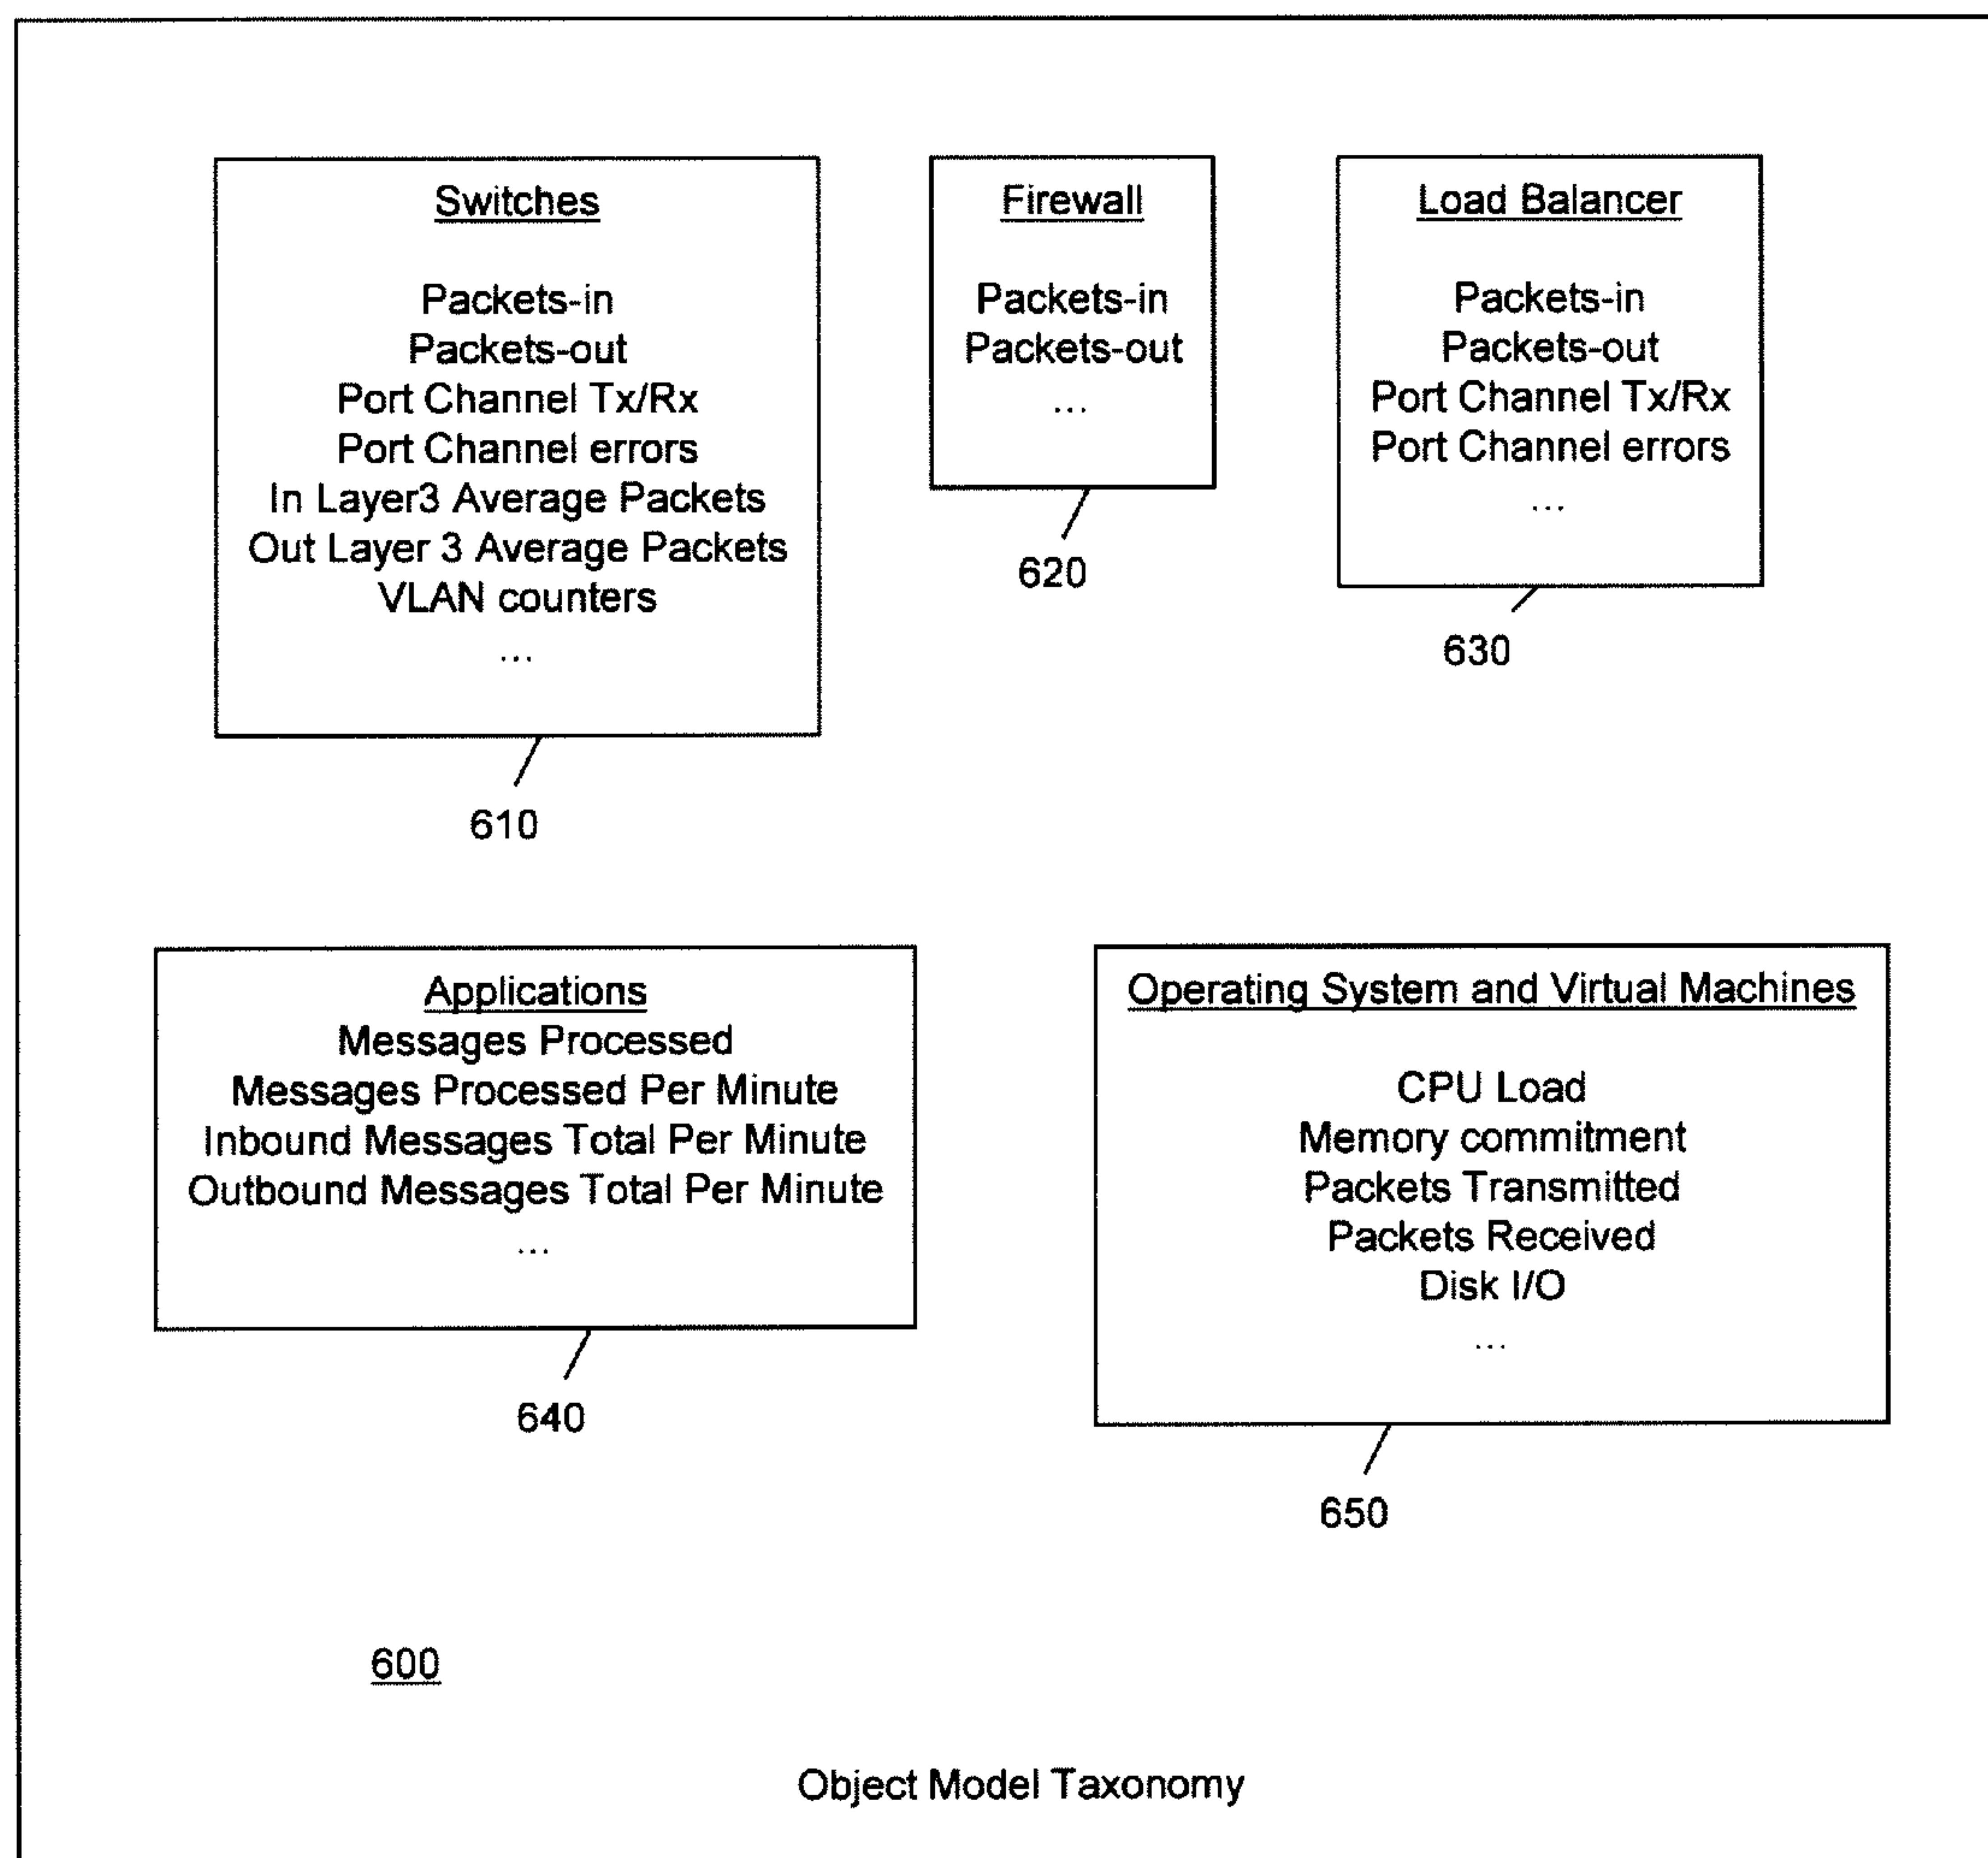 Switches
Packets-in
Packets-out
Port Channel Tx/Rx
Port Channel errors
In Layer3 Average Packets
Out Layer 3 Average Packets
VLAN counters
...
610
Firewall
Packets-in
Packets-out
...
620
Load Balancer
Packets-in
Packets-out
Port Channel Tx/Rx
Port Channel errors
...
630
Applications
Messages Processed
Messages Processed Per Minute
Inbound Messages Total Per Minute
Outbound Messages Total Per Minute
...
640
Operating System and Virtual Machines
CPU Load
Memory commitment
Packets Transmitted
Packets Received
Disk I/O
...
650
600
Object Model Taxonomy